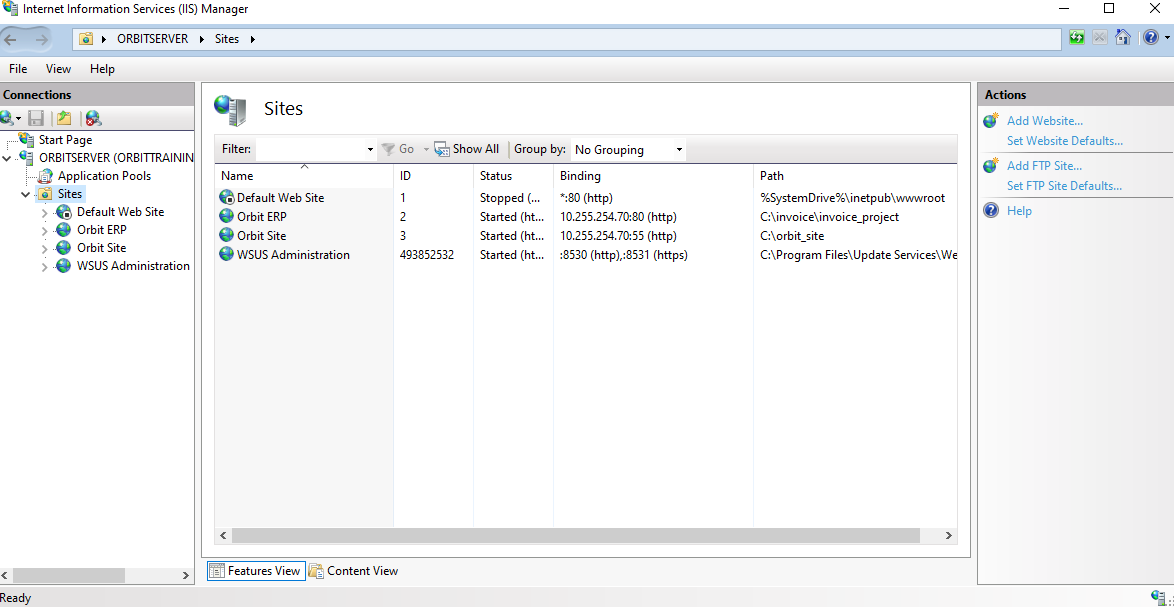 Internet Information Services (IIS) Manager
ORBITSERVER Sites
File View Help
Connections
Start Page
ORBITSERVER (ORBITTRAININ
Application Pools
Sites
Default Web Site
Orbit ERP
Orbit Site
WSUS Administration
Sites
Filter: Go Show All Group by: No Grouping
Name ID Status Binding Path
Default Web Site 1 Stopped (... *:80 (http) %SystemDrive%\inetpub\wwwroot
Orbit ERP 2 Started (ht... 10.255.254.70:80 (http) C:\invoice\invoice_project
Orbit Site 3 Started (ht... 10.255.254.70:55 (http) C:\orbit_site
WSUS Administration 493852532 Started (ht... :8530 (http),:8531 (https) C:\Program Files\Update Services\We
Features View Content View
Actions
Add Website...
Set Website Defaults...
Add FTP Site...
Set FTP Site Defaults...
Help
Ready